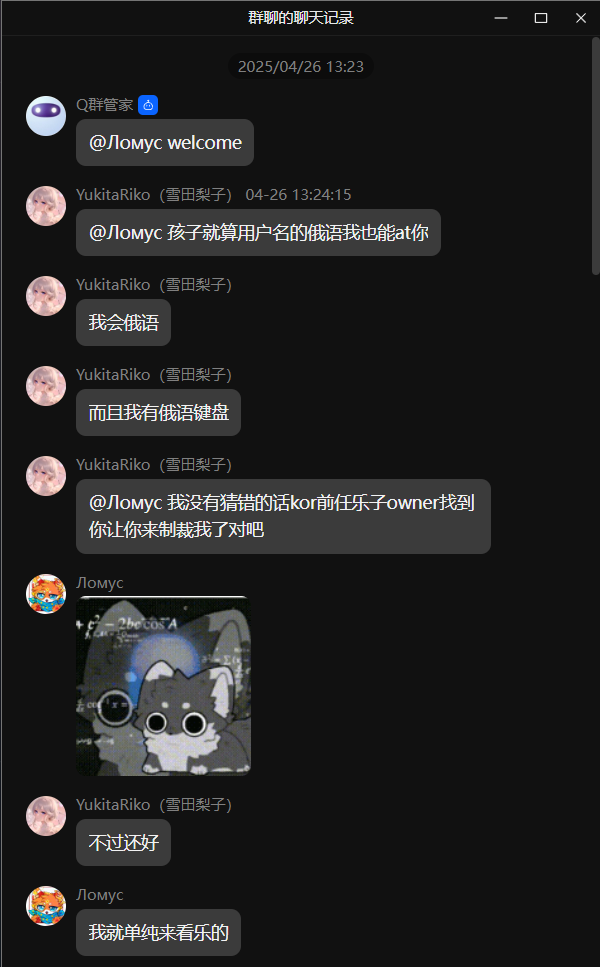 群聊的聊天记录
2025/04/26 13:23
Q群管家
@Ломус welcome
YukitaRiko（雪田梨子） 04-26 13:24:15
@Ломус 孩子就算用户名的俄语我也能at你
YukitaRiko（雪田梨子）
我会俄语
YukitaRiko（雪田梨子）
而且我有俄语键盘
YukitaRiko（雪田梨子）
@Ломус 我没有猜错的话kor前任乐子owner找到
你让你来制裁我了对吧
Ломус
YukitaRiko（雪田梨子）
不过还好
Ломус
我就单纯来看乐的